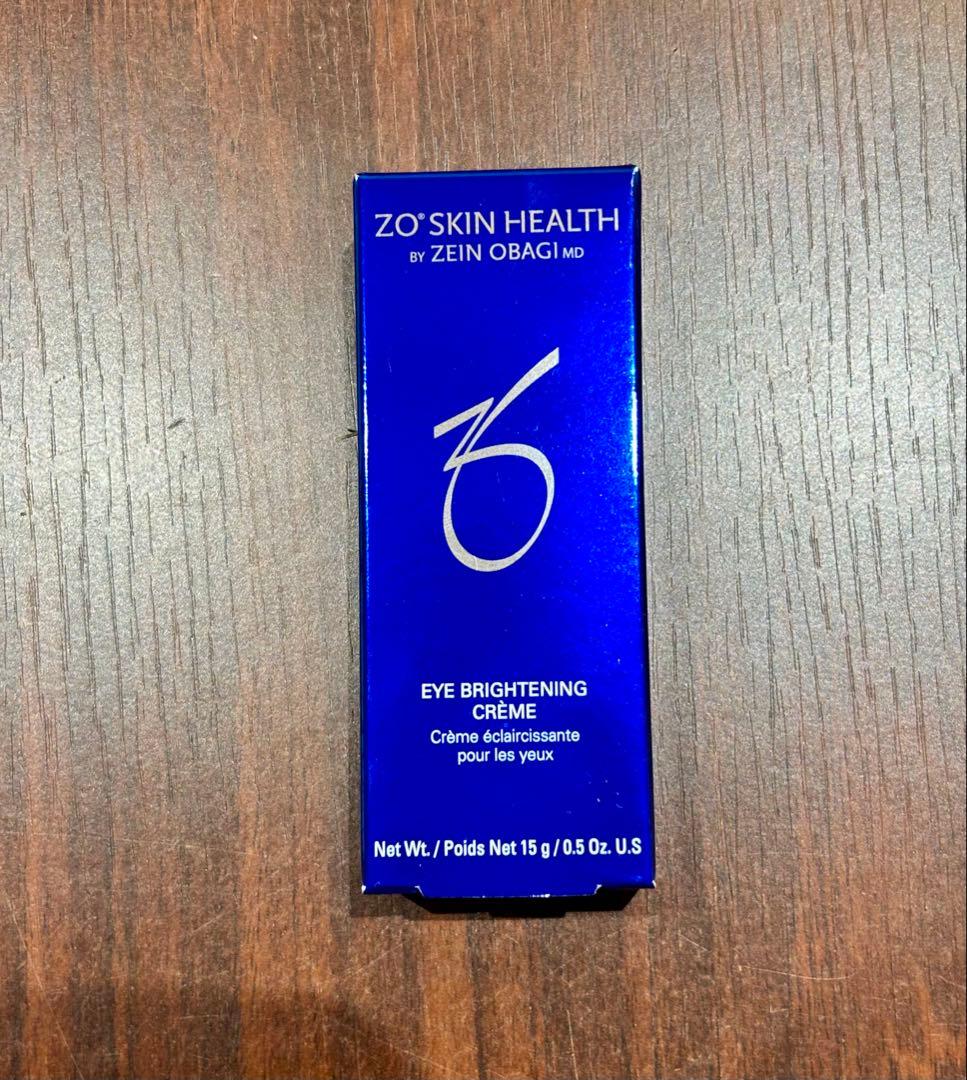 ZO® SKIN HEALTH
BY ZEIN OBAGI MD
ZO
EYE BRIGHTENING
CRÈME
Crème éclaircissante
pour les yeux
Net Wt. / Poids Net 15 g / 0.5 Oz. U.S